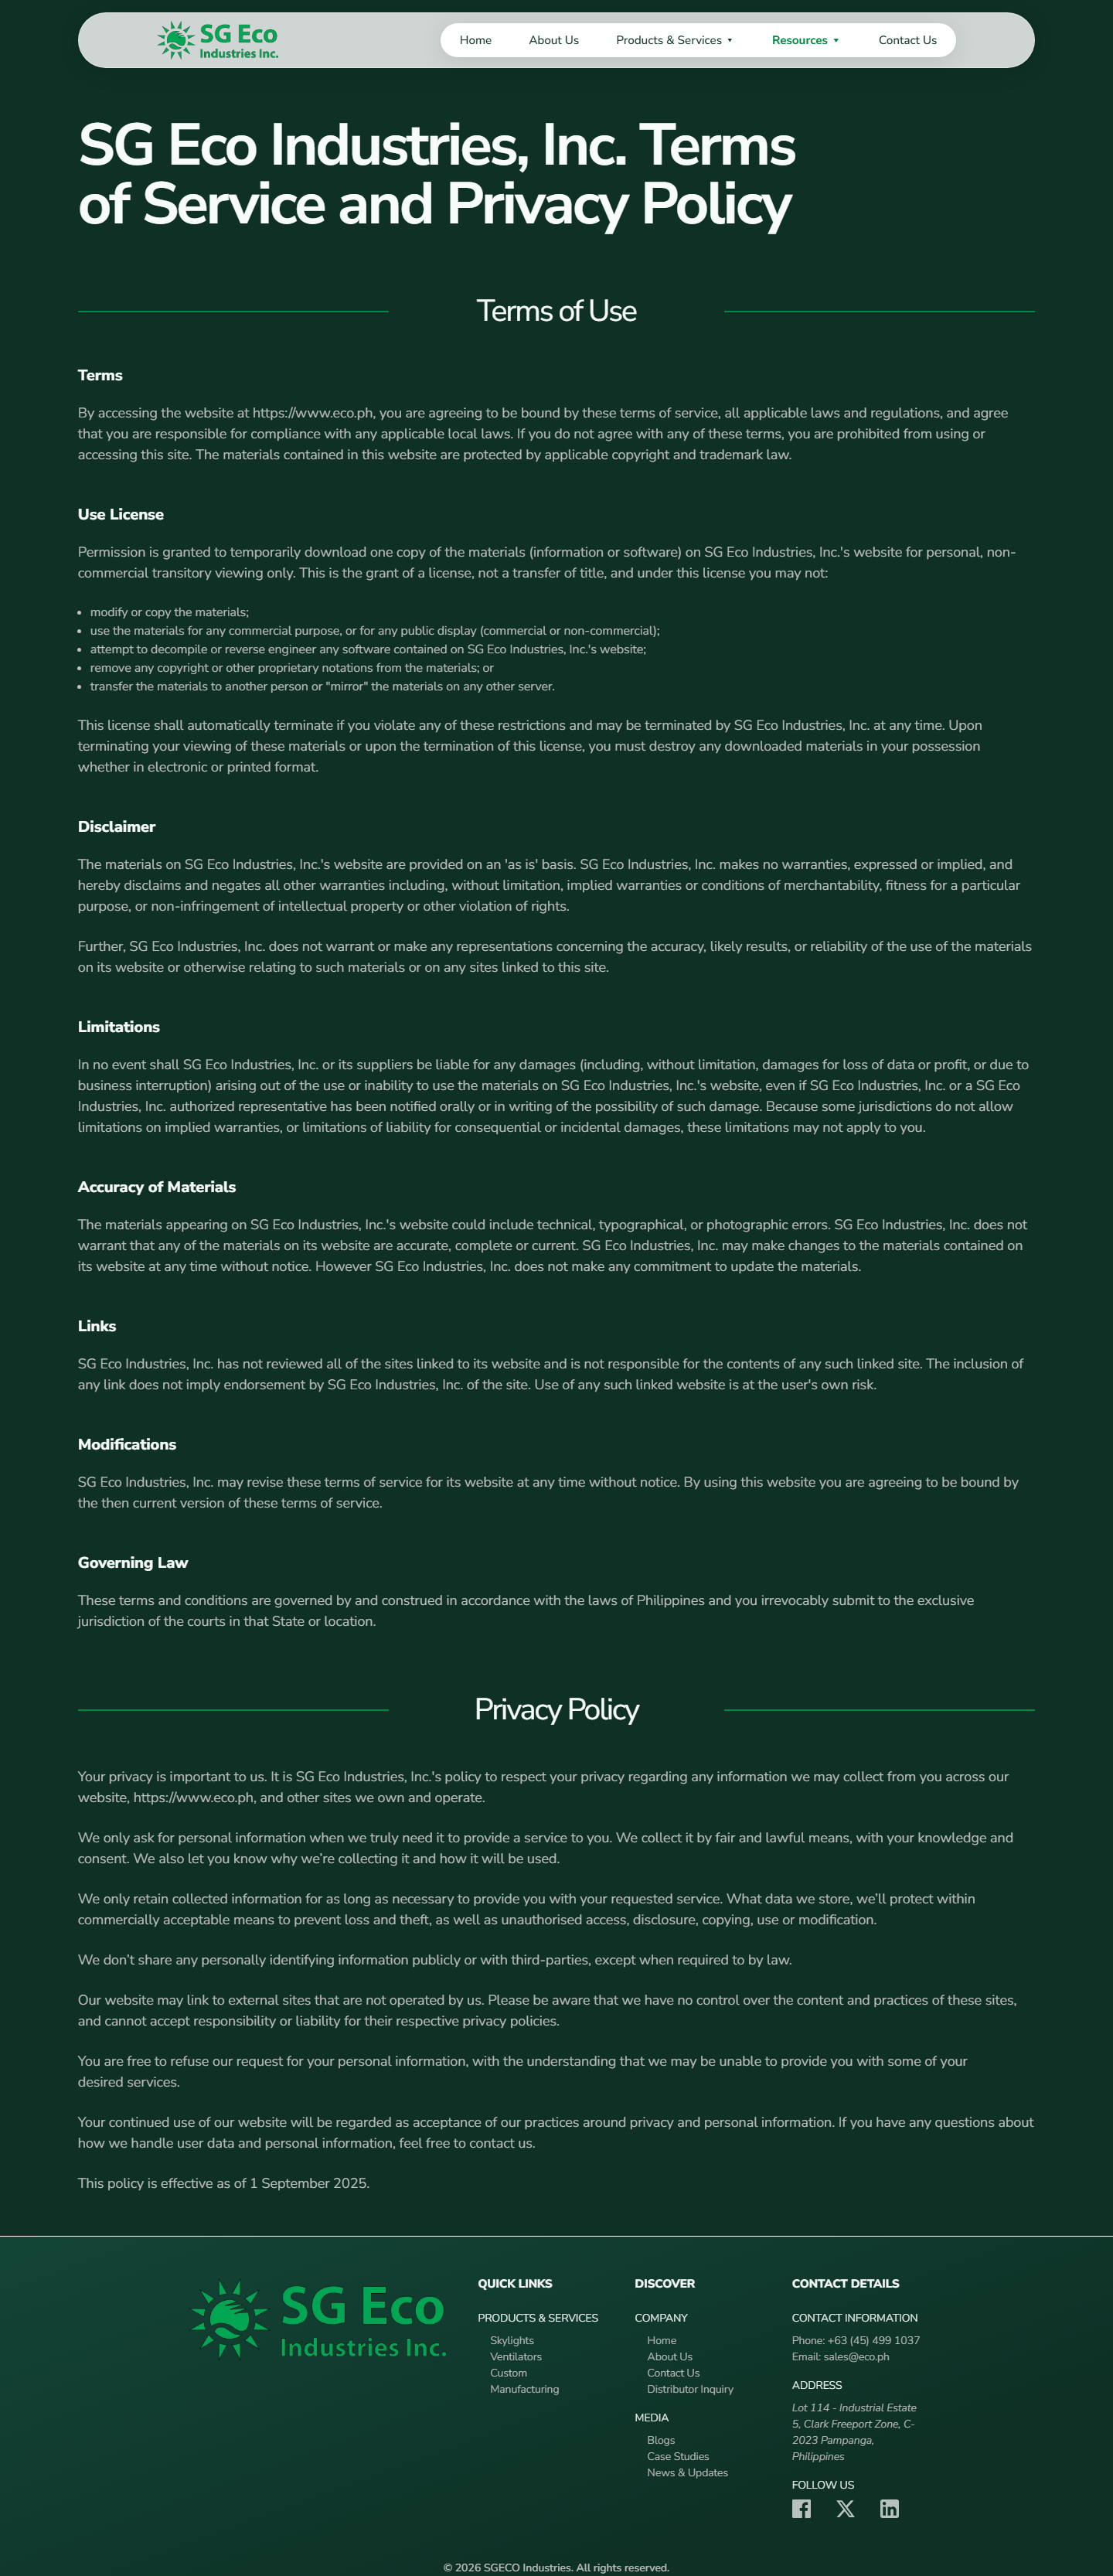 SG Eco
Industries Inc.
Home
About Us
Products & Services
Resources
Contact Us
SG Eco Industries, Inc. Terms
of Service and Privacy Policy
Terms of Use
Terms
By accessing the website at https://www.eco.ph, you are agreeing to be bound by these terms of service, all applicable laws and regulations, and agree
that you are responsible for compliance with any applicable local laws. If you do not agree with any of these terms, you are prohibited from using or
accessing this site. The materials contained in this website are protected by applicable copyright and trademark law.
Use License
Permission is granted to temporarily download one copy of the materials (information or software) on SG Eco Industries, Inc.'s website for personal, non-
commercial transitory viewing only. This is the grant of a license, not a transfer of title, and under this license you may not:
• modify or copy the materials;
• use the materials for any commercial purpose, or for any public display (commercial or non-commercial);
• attempt to decompile or reverse engineer any software contained on SG Eco Industries, Inc.'s website;
• remove any copyright or other proprietary notations from the materials; or
• transfer the materials to another person or "mirror" the materials on any other server.
This license shall automatically terminate if you violate any of these restrictions and may be terminated by SG Eco Industries, Inc. at any time. Upon
terminating your viewing of these materials or upon the termination of this license, you must destroy any downloaded materials in your possession
whether in electronic or printed format.
Disclaimer
The materials on SG Eco Industries, Inc.'s website are provided on an 'as is' basis. SG Eco Industries, Inc. makes no warranties, expressed or implied, and
hereby disclaims and negates all other warranties including, without limitation, implied warranties or conditions of merchantability, fitness for a particular
purpose, or non-infringement of intellectual property or other violation of rights.
Further, SG Eco Industries, Inc. does not warrant or make any representations concerning the accuracy, likely results, or reliability of the use of the materials
on its website or otherwise relating to such materials or on any sites linked to this site.
Limitations
In no event shall SG Eco Industries, Inc. or its suppliers be liable for any damages (including, without limitation, damages for loss of data or profit, or due to
business interruption) arising out of the use or inability to use the materials on SG Eco Industries, Inc.'s website, even if SG Eco Industries, Inc. or a SG Eco
Industries, Inc. authorized representative has been notified orally or in writing of the possibility of such damage. Because some jurisdictions do not allow
limitations on implied warranties, or limitations of liability for consequential or incidental damages, these limitations may not apply to you.
Accuracy of Materials
The materials appearing on SG Eco Industries, Inc.'s website could include technical, typographical, or photographic errors. SG Eco Industries, Inc. does not
warrant that any of the materials on its website are accurate, complete or current. SG Eco Industries, Inc. may make changes to the materials contained on
its website at any time without notice. However SG Eco Industries, Inc. does not make any commitment to update the materials.
Links
SG Eco Industries, Inc. has not reviewed all of the sites linked to its website and is not responsible for the contents of any such linked site. The inclusion of
any link does not imply endorsement by SG Eco Industries, Inc. of the site. Use of any such linked website is at the user's own risk.
Modifications
SG Eco Industries, Inc. may revise these terms of service for its website at any time without notice. By using this website you are agreeing to be bound by
the then current version of these terms of service.
Governing Law
These terms and conditions are governed by and construed in accordance with the laws of Philippines and you irrevocably submit to the exclusive
jurisdiction of the courts in that State or location.
Privacy Policy
Your privacy is important to us. It is SG Eco Industries, Inc.'s policy to respect your privacy regarding any information we may collect from you across our
website, https://www.eco.ph, and other sites we own and operate.
We only ask for personal information when we truly need it to provide a service to you. We collect it by fair and lawful means, with your knowledge and
consent. We also let you know why we're collecting it and how it will be used.
We only retain collected information for as long as necessary to provide you with your requested service. What data we store, we'll protect within
commercially acceptable means to prevent loss and theft, as well as unauthorised access, disclosure, copying, use or modification.
We don't share any personally identifying information publicly or with third-parties, except when required to by law.
Our website may link to external sites that are not operated by us. Please be aware that we have no control over the content and practices of these sites,
and cannot accept responsibility or liability for their respective privacy policies.
You are free to refuse our request for your personal information, with the understanding that we may be unable to provide you with some of your
desired services.
Your continued use of our website will be regarded as acceptance of our practices around privacy and personal information. If you have any questions about
how we handle user data and personal information, feel free to contact us.
This policy is effective as of 1 September 2025.
SG Eco
Industries Inc.
QUICK LINKS
PRODUCTS & SERVICES
Skylights
Ventilators
Custom
Manufacturing
DISCOVER
COMPANY
Home
About Us
Contact Us
Distributor Inquiry
MEDIA
Blogs
Case Studies
News & Updates
CONTACT DETAILS
CONTACT INFORMATION
Phone: +63 (45) 499 1037
Email: sales@eco.ph
ADDRESS
Lot 114 - Industrial Estate
5, Clark Freeport Zone, C-
2023 Pampanga,
Philippines
FOLLOW US
© 2026 SGECO Industries. All rights reserved.